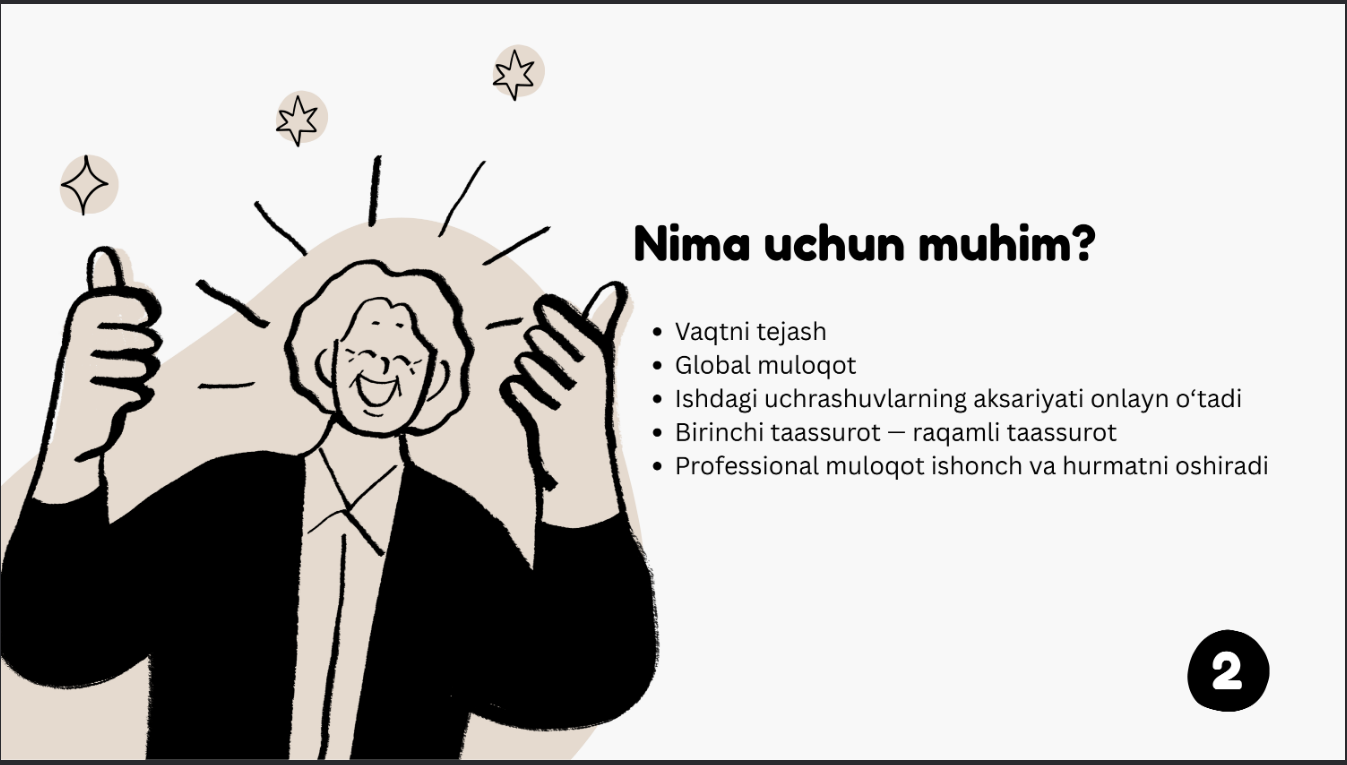 Nima uchun muhim?
• Vaqtni tejash
• Global muloqot
• Ishdagi uchrashuvlarning aksariyati onlayn o‘tadi
• Birinchi taassurot — raqamli taassurot
• Professional muloqot ishonch va hurmatni oshiradi
2